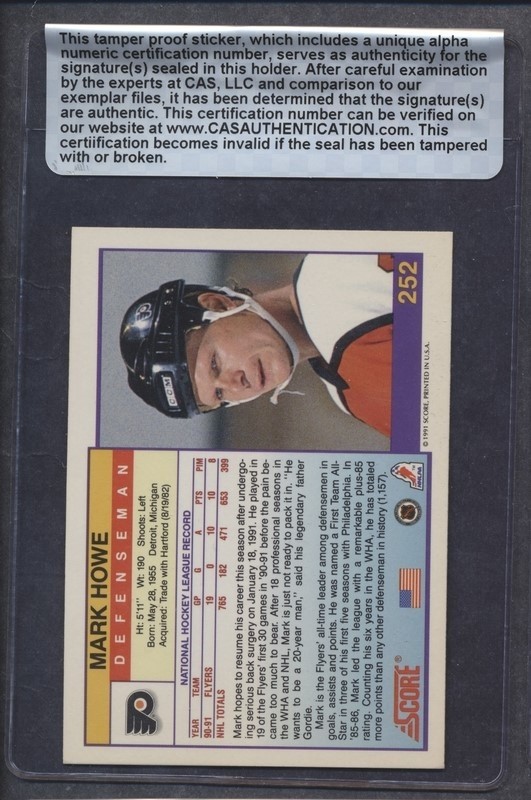 This tamper proof sticker, which includes a unique alpha
numeric certification number, serves as authenticity for the
signature(s) sealed in this holder. After careful examination
by the experts at CAS, LLC and comparison to our
exemplar files, it has been determined that the signature(s)
are authentic. This certification number can be verified on
our website at www.CASAUTHENTICATION.com. This
certiification becomes invalid if the seal has been tampered
with or broken.
MARK HOWE
DEFENSEMAN
Ht: 5'11" Wt: 190 Shoots: Left
Born: May 28, 1955 Detroit, Michigan
Acquired: Trade with Hartford (8/19/82)
NATIONAL HOCKEY LEAGUE RECORD
YEAR TEAM GP G A PTS PIM
90-91 FLYERS 19 0 10 10 8
NHL TOTALS 765 182 471 653 399
Mark hopes to resume his career this season after undergo-
ing serious back surgery on January 18, 1991. He played in
19 of the Flyers' first 30 games in '90-91 before the pain be-
came too much to bear. After 18 professional seasons in
the WHA and NHL, Mark is just not ready to pack it in. "He
wants to be a 20-year man," said his legendary father
Gordie.
Mark is the Flyers' all-time leader among defensemen in
goals, assists and points. He was named a First Team All-
Star in three of his first five seasons with Philadelphia. In
'85-86, Mark led the league with a remarkable plus-85
rating. Counting his six years in the WHA, he has totaled
more points than any other defenseman in history (1,157).
SCORE®
CCM
252
© 1991 SCORE, PRINTED IN U.S.A.